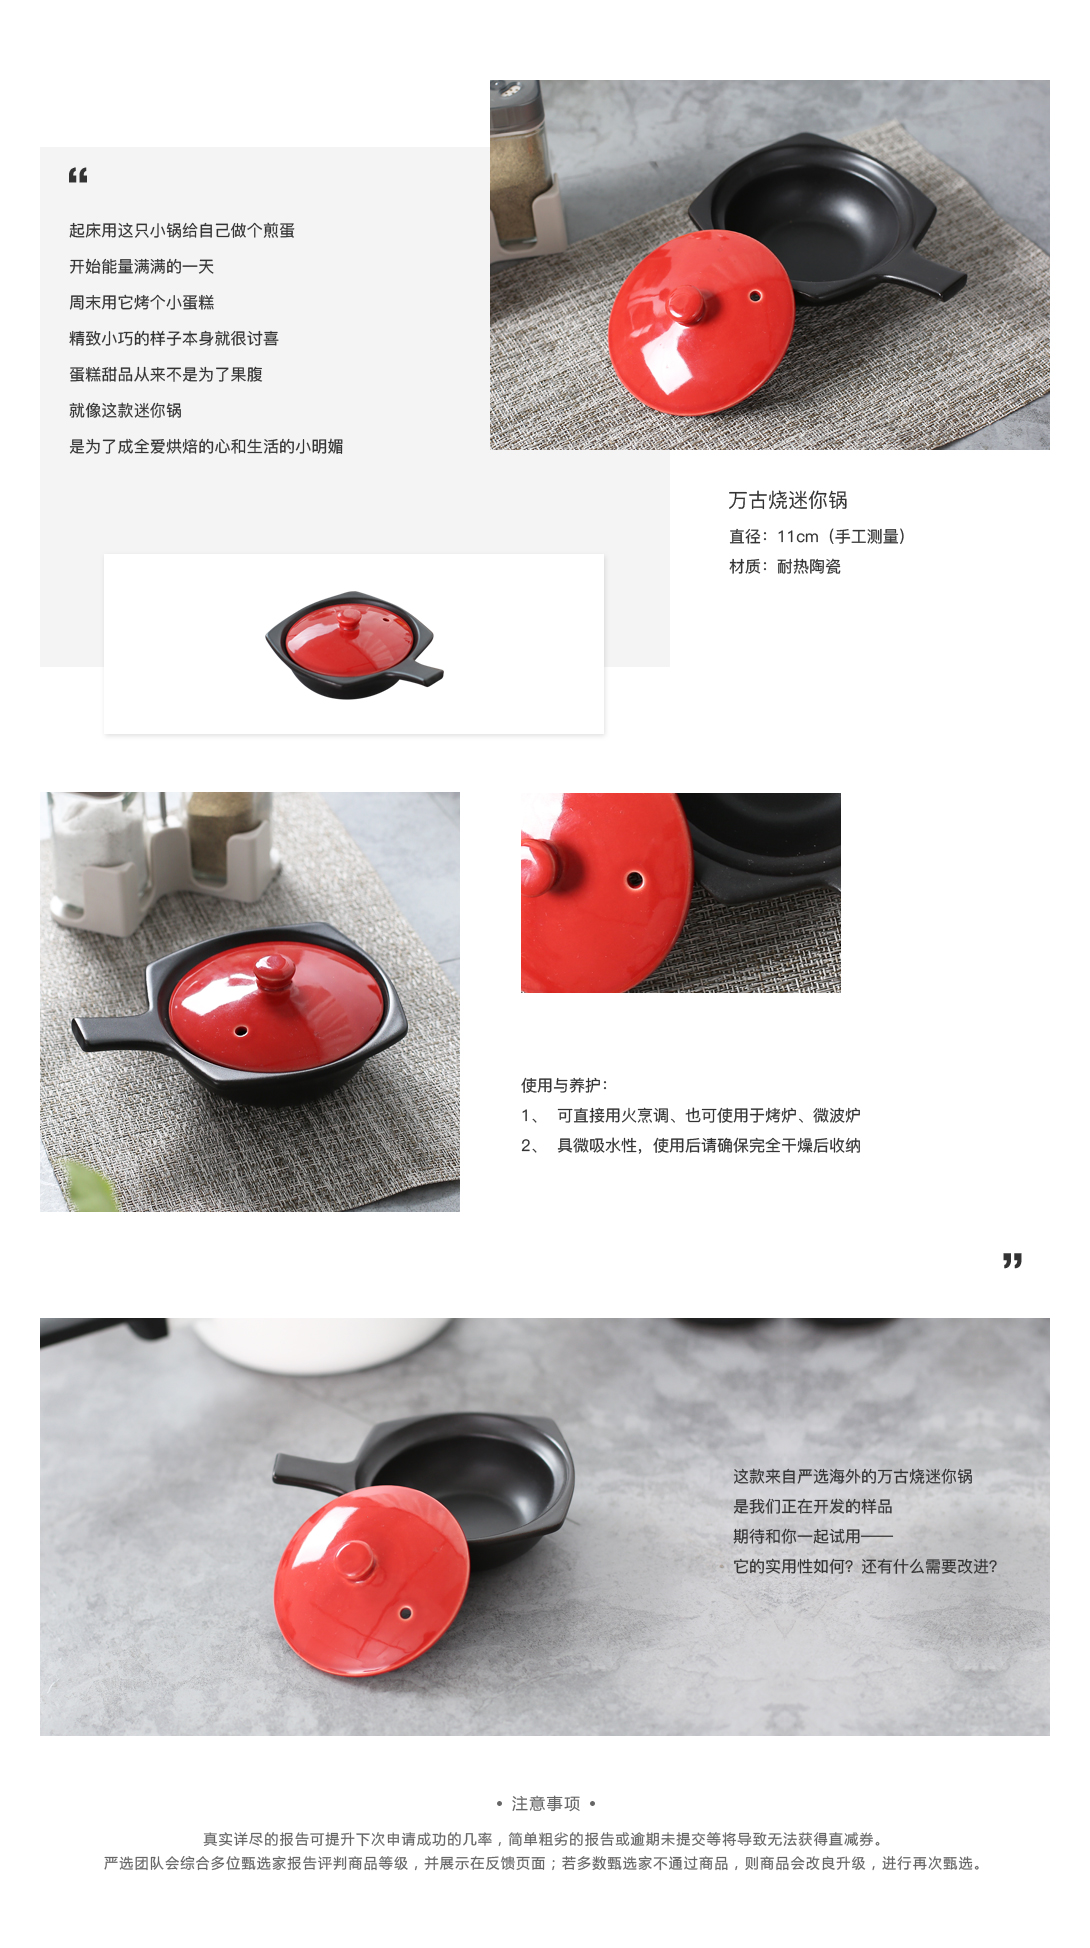 “
起床用这只小锅给自己做个煎蛋
开始能量满满的一天
周末用它烤个小蛋糕
精致小巧的样子本身就很讨喜
蛋糕甜品从来不是为了果腹
就像这款迷你锅
是为了成全爱烘焙的心和生活的小明媚
万古烧迷你锅
直径：11cm（手工测量）
材质：耐热陶瓷
使用与养护：
1、 可直接用火烹调、也可使用于烤炉、微波炉
2、 具微吸水性，使用后请确保完全干燥后收纳
”
这款来自严选海外的万古烧迷你锅
是我们正在开发的样品
期待和你一起试用——
它的实用性如何？还有什么需要改进？
• 注意事项 •
真实详尽的报告可提升下次申请成功的几率，简单粗劣的报告或逾期未提交等将导致无法获得直减券。
严选团队会综合多位甄选家报告评判商品等级，并展示在反馈页面；若多数甄选家不通过商品，则商品会改良升级，进行再次甄选。